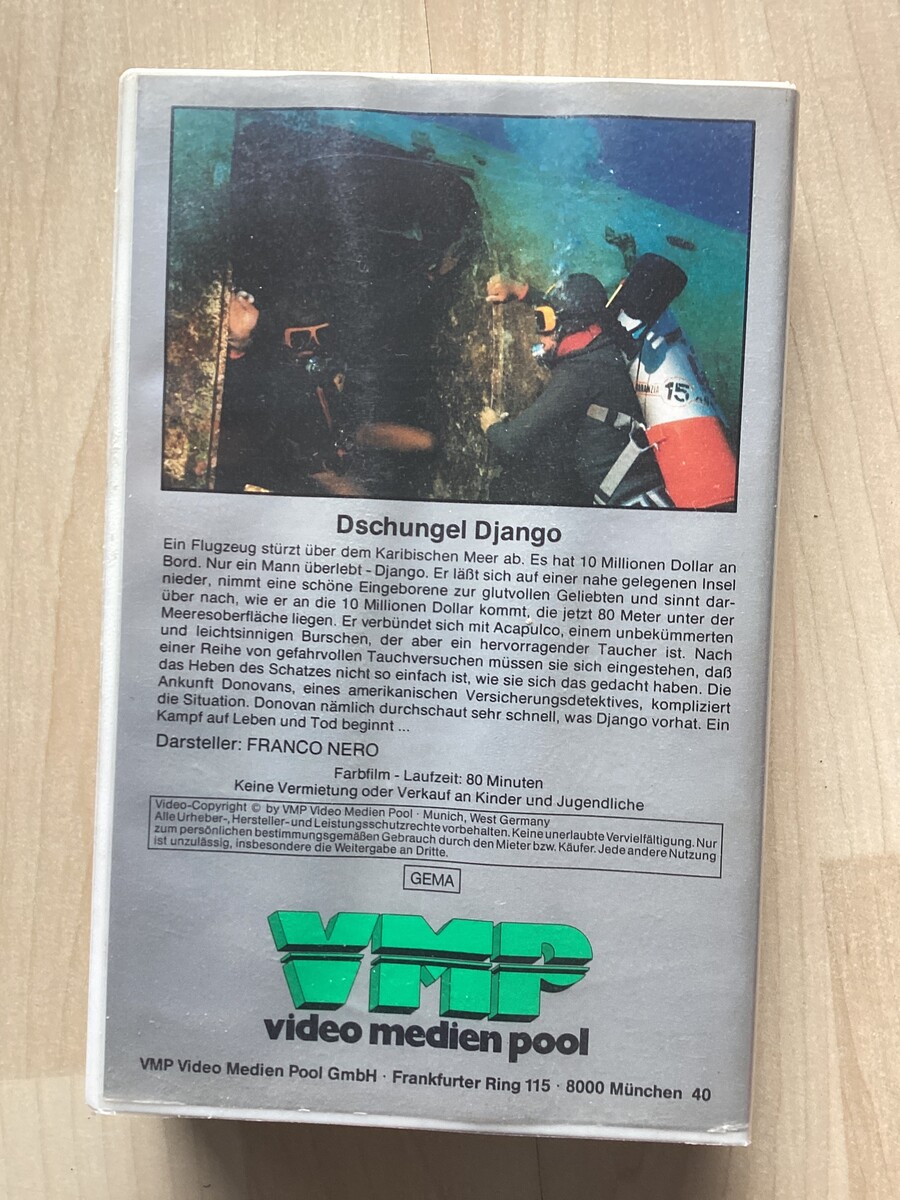 15
Dschungel Django
Ein Flugzeug stürzt über dem Karibischen Meer ab. Es hat 10 Millionen Dollar an
Bord. Nur ein Mann überlebt - Django. Er läßt sich auf einer nahe gelegenen Insel
nieder, nimmt eine schöne Eingeborene zur glutvollen Geliebten und sinnt dar-
über nach, wie er an die 10 Millionen Dollar kommt, die jetzt 80 Meter unter der
Meeresoberfläche liegen. Er verbündet sich mit Acapulco, einem unbekümmerten
und leichtsinnigen Burschen, der aber ein hervorragender Taucher ist. Nach
einer Reihe von gefahrvollen Tauchversuchen müssen sie sich eingestehen, daß
das Heben des Schatzes nicht so einfach ist, wie sie sich das gedacht haben. Die
Ankunft Donovans, eines amerikanischen Versicherungsdetektives, kompliziert
die Situation. Donovan nämlich durchschaut sehr schnell, was Django vorhat. Ein
Kampf auf Leben und Tod beginnt ...
Darsteller: FRANCO NERO
Farbfilm - Laufzeit: 80 Minuten
Keine Vermietung oder Verkauf an Kinder und Jugendliche
Video-Copyright © by VMP Video Medien Pool · Munich, West Germany
Alle Urheber-, Hersteller- und Leistungsschutzrechte vorbehalten. Keine unerlaubte Vervielfältigung. Nur
zum persönlichen bestimmungsgemäßen Gebrauch durch den Mieter bzw. Käufer. Jede andere Nutzung
ist unzulässig, insbesondere die Weitergabe an Dritte.
GEMA
VMP
video medien pool
VMP Video Medien Pool GmbH · Frankfurter Ring 115 · 8000 München 40